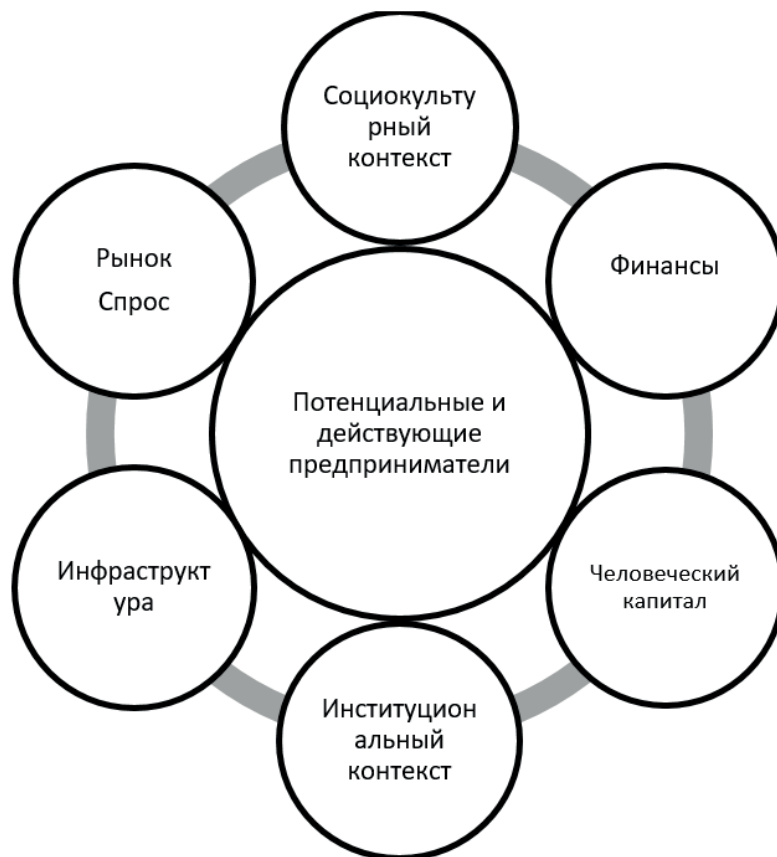 Социокульту
рный
контекст
Рынок
Спрос
Финансы
Потенциальные и
действующие
предприниматели
Инфраструкт
ура
Человеческий
капитал
Институцион
альный
контекст